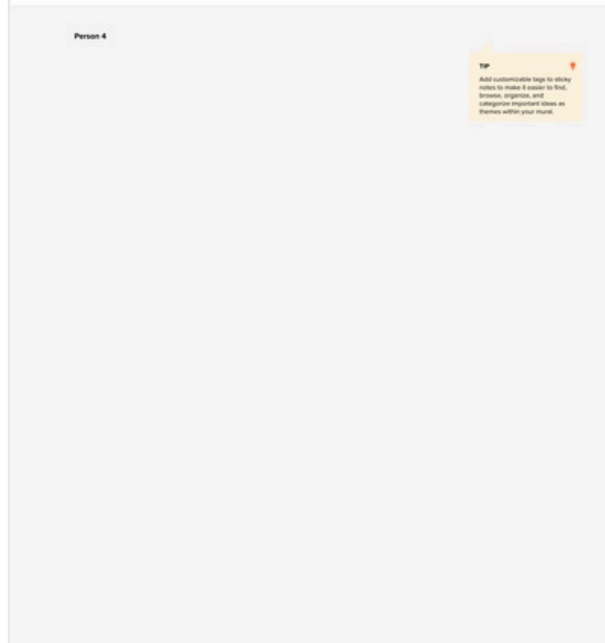 Person 4
TIP
Add customizable tags to sticky
notes to make it easier to find,
browse, organize, and
categorize important ideas as
themes within your mural.